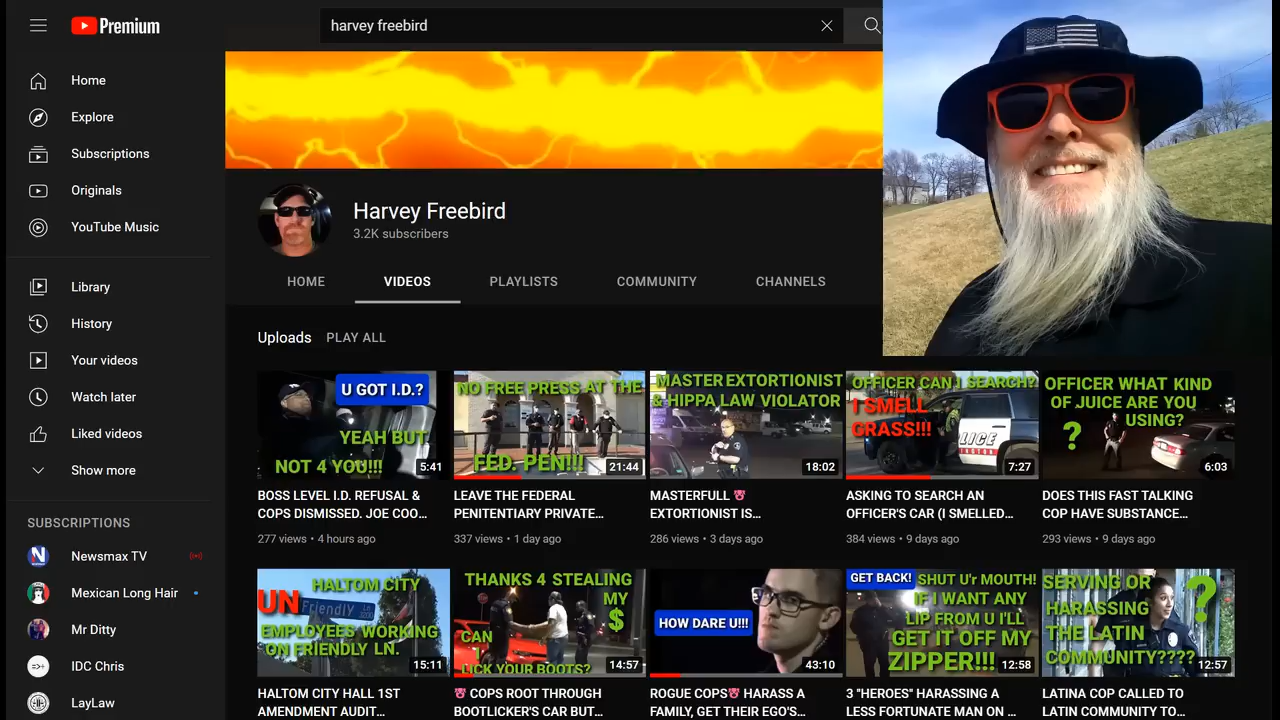 Premium
harvey freebird
Home
Explore
Subscriptions
Originals
YouTube Music
Library
History
Your videos
Watch later
Liked videos
Show more
SUBSCRIPTIONS
Newsmax TV
Mexican Long Hair
Mr Ditty
IDC Chris
LayLaw
Harvey Freebird
3.2K subscribers
HOME
VIDEOS
PLAYLISTS
COMMUNITY
CHANNELS
Uploads PLAY ALL
U GOT I.D.?
YEAH BUT
NOT 4 YOU!!!
5:41
BOSS LEVEL I.D. REFUSAL &
COPS DISMISSED. JOE COO...
277 views • 4 hours ago
NO FREE PRESS AT THE
FED. PEN!!!
21:44
LEAVE THE FEDERAL
PENITENTIARY PRIVATE...
337 views • 1 day ago
MASTER EXTORTIONIST
& HIPPA LAW VIOLATOR
18:02
MASTERFULL
EXTORTIONIST IS...
286 views • 3 days ago
OFFICER CAN I SEARCH?
I SMELL
GRASS!!!
7:27
ASKING TO SEARCH AN
OFFICER'S CAR (I SMELLED...
384 views • 9 days ago
OFFICER WHAT KIND
OF JUICE ARE YOU
USING?
?
6:03
DOES THIS FAST TALKING
COP HAVE SUBSTANCE...
293 views • 9 days ago
HALTOM CITY
UN Friendly Ln
EMPLOYEES WORKING
ON FRIENDLY LN.
15:11
HALTOM CITY HALL 1ST
AMENDMENT AUDIT...
THANKS 4 STEALING
MY
$
CAN
I
LICK YOUR BOOTS?
14:57
COPS ROOT THROUGH
BOOTLICKER'S CAR BUT...
HOW DARE U!!!
43:10
ROGUE COPS HARASS A
FAMILY, GET THEIR EGO'S...
GET BACK! SHUT U'r MOUTH!
IF I WANT ANY
LIP FROM U I'LL
GET IT OFF MY
ZIPPER!!!
12:58
3 "HEROES" HARASSING A
LESS FORTUNATE MAN ON ...
SERVING OR
HARASSING
THE LATIN
COMMUNITY????
?
12:57
LATINA COP CALLED TO
LATIN COMMUNITY TO...